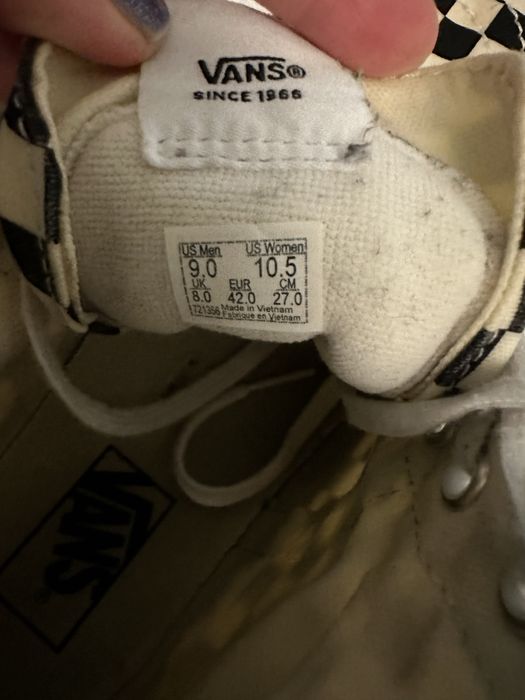 VANS®
SINCE 1966
US Men US Women
9.0 10.5
UK EUR CM
8.0 42.0 27.0
721356 Made in Vietnam
Fabrique en Vietnam
VANS®